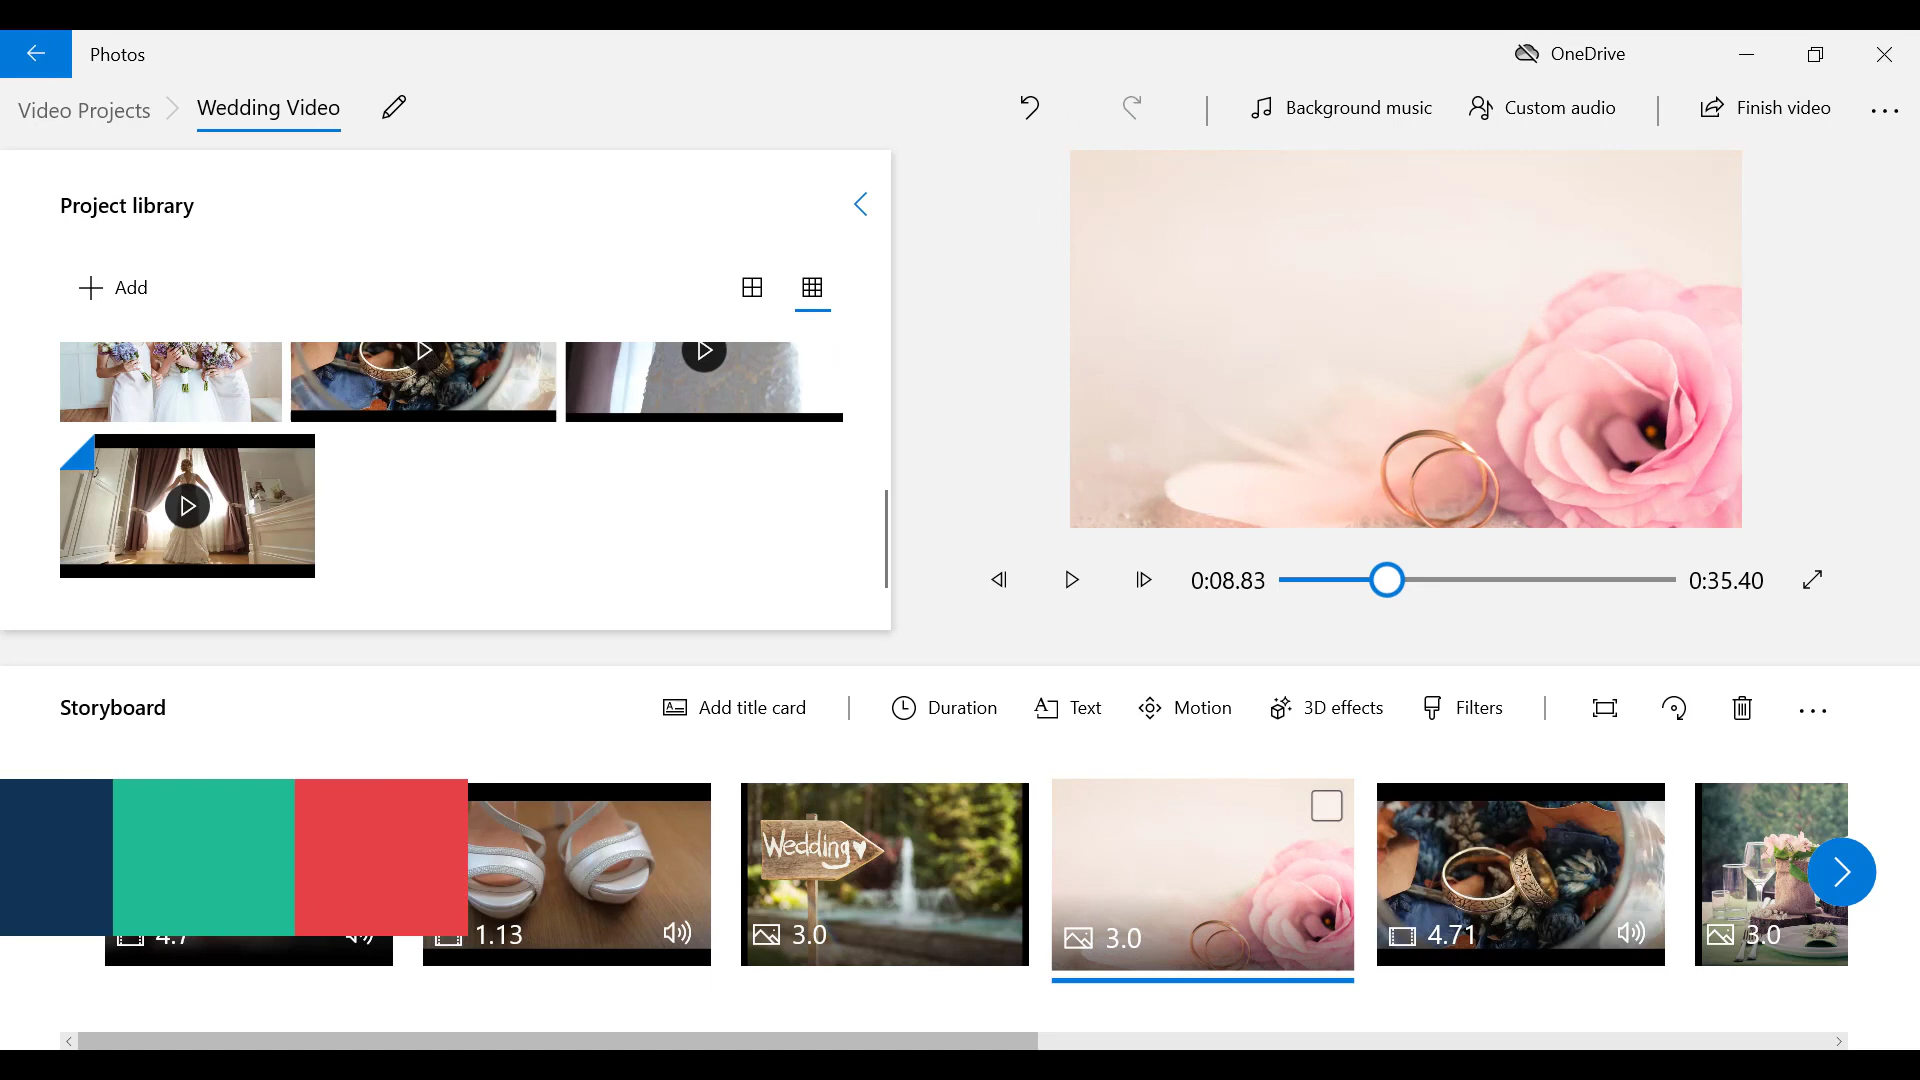 Photos
OneDrive
Video Projects
Wedding Video
Background music
Custom audio
Finish video
Project library
Add
0:08.83
0:35.40
Storyboard
Add title card
Duration
Text
Motion
3D effects
Filters
Wedding
4.7
1.13
3.0
3.0
4.71
3.0